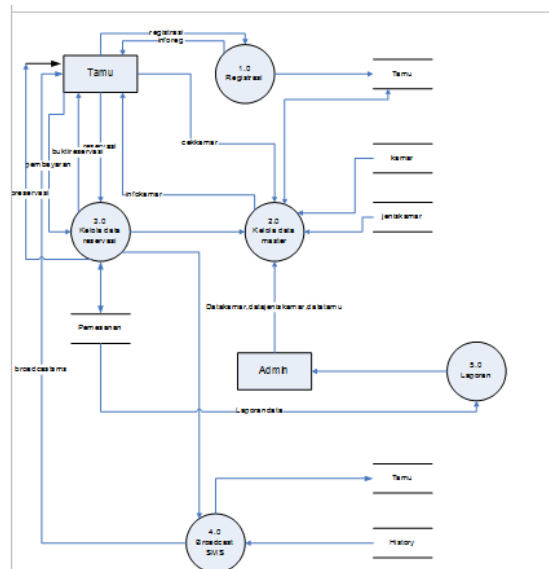 registrasi
inforeg
Tamu
1.0
Registrasi
Tamu
reservasi
buktireservasi
cekkamar
pembayaran
kamar
preservasi
infokamar
jeniskamar
3.0
Kelola data
reservasi
2.0
Kelola data
master
Datakamar,datajeniskamar,datatamu
Pemesanan
broadcastsms
Admin
5.0
Laporan
Laporandata
Tamu
4.0
Broadcast
SMS
History